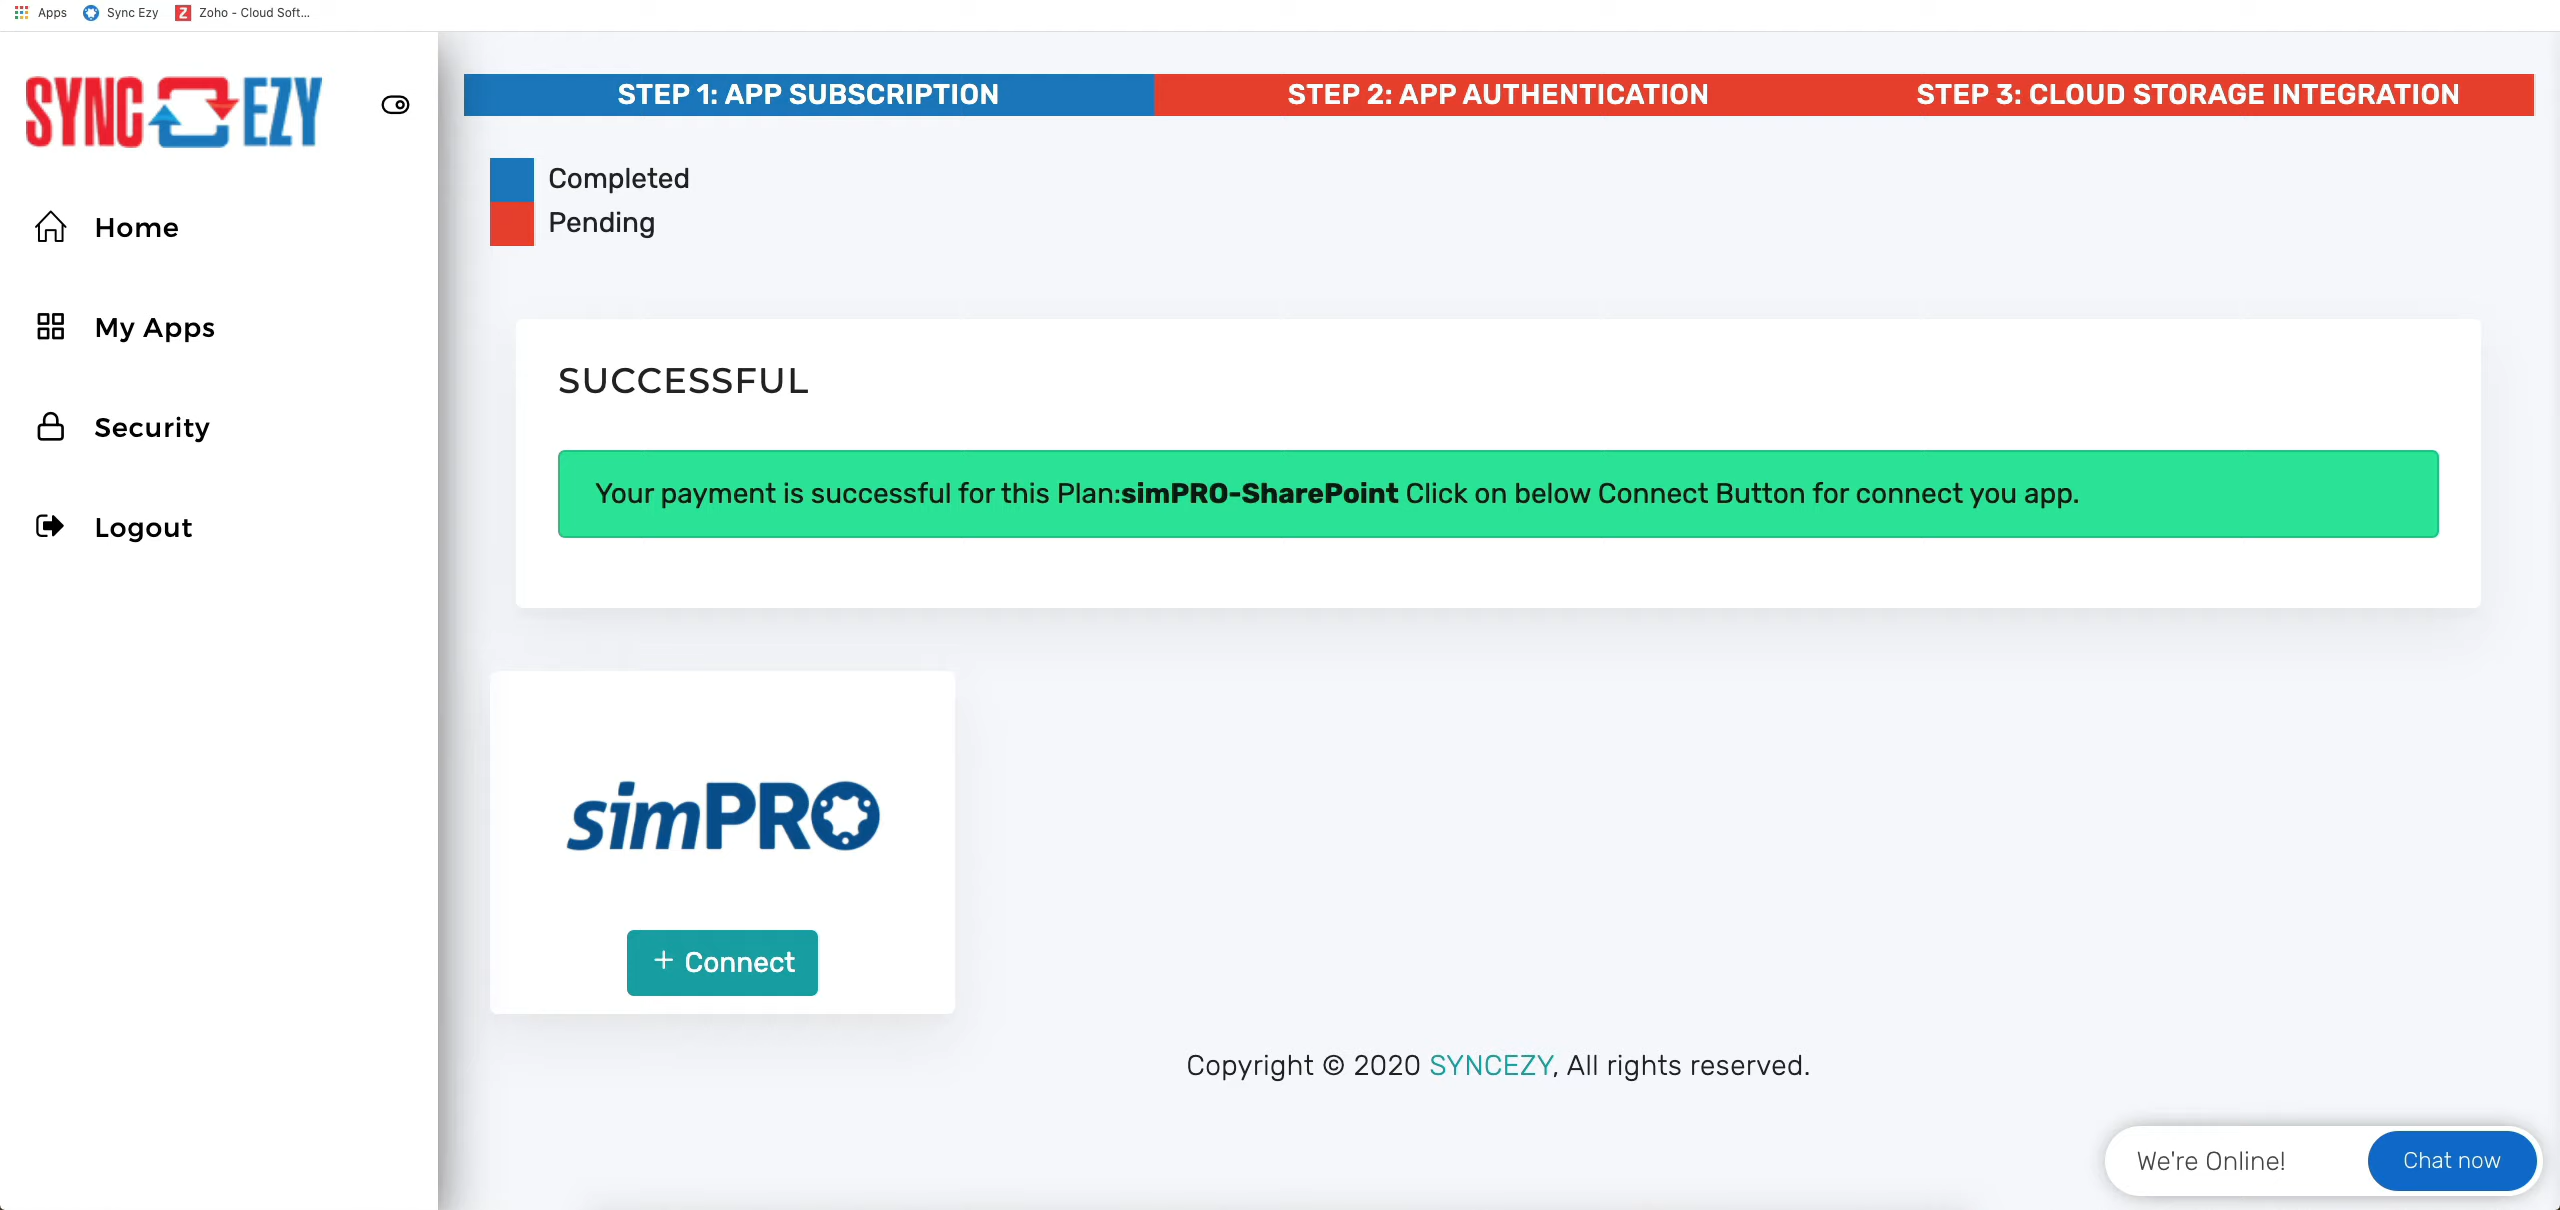 Apps Sync Ezy Zoho - Cloud Soft...
SYNC EZY
Home
My Apps
Security
Logout
STEP 1: APP SUBSCRIPTION STEP 2: APP AUTHENTICATION STEP 3: CLOUD STORAGE INTEGRATION
Completed
Pending
SUCCESSFUL
Your payment is successful for this Plan:simPRO-SharePoint Click on below Connect Button for connect you app.
simPRO
+ Connect
Copyright © 2020 SYNCEZY, All rights reserved.
We're Online! Chat now